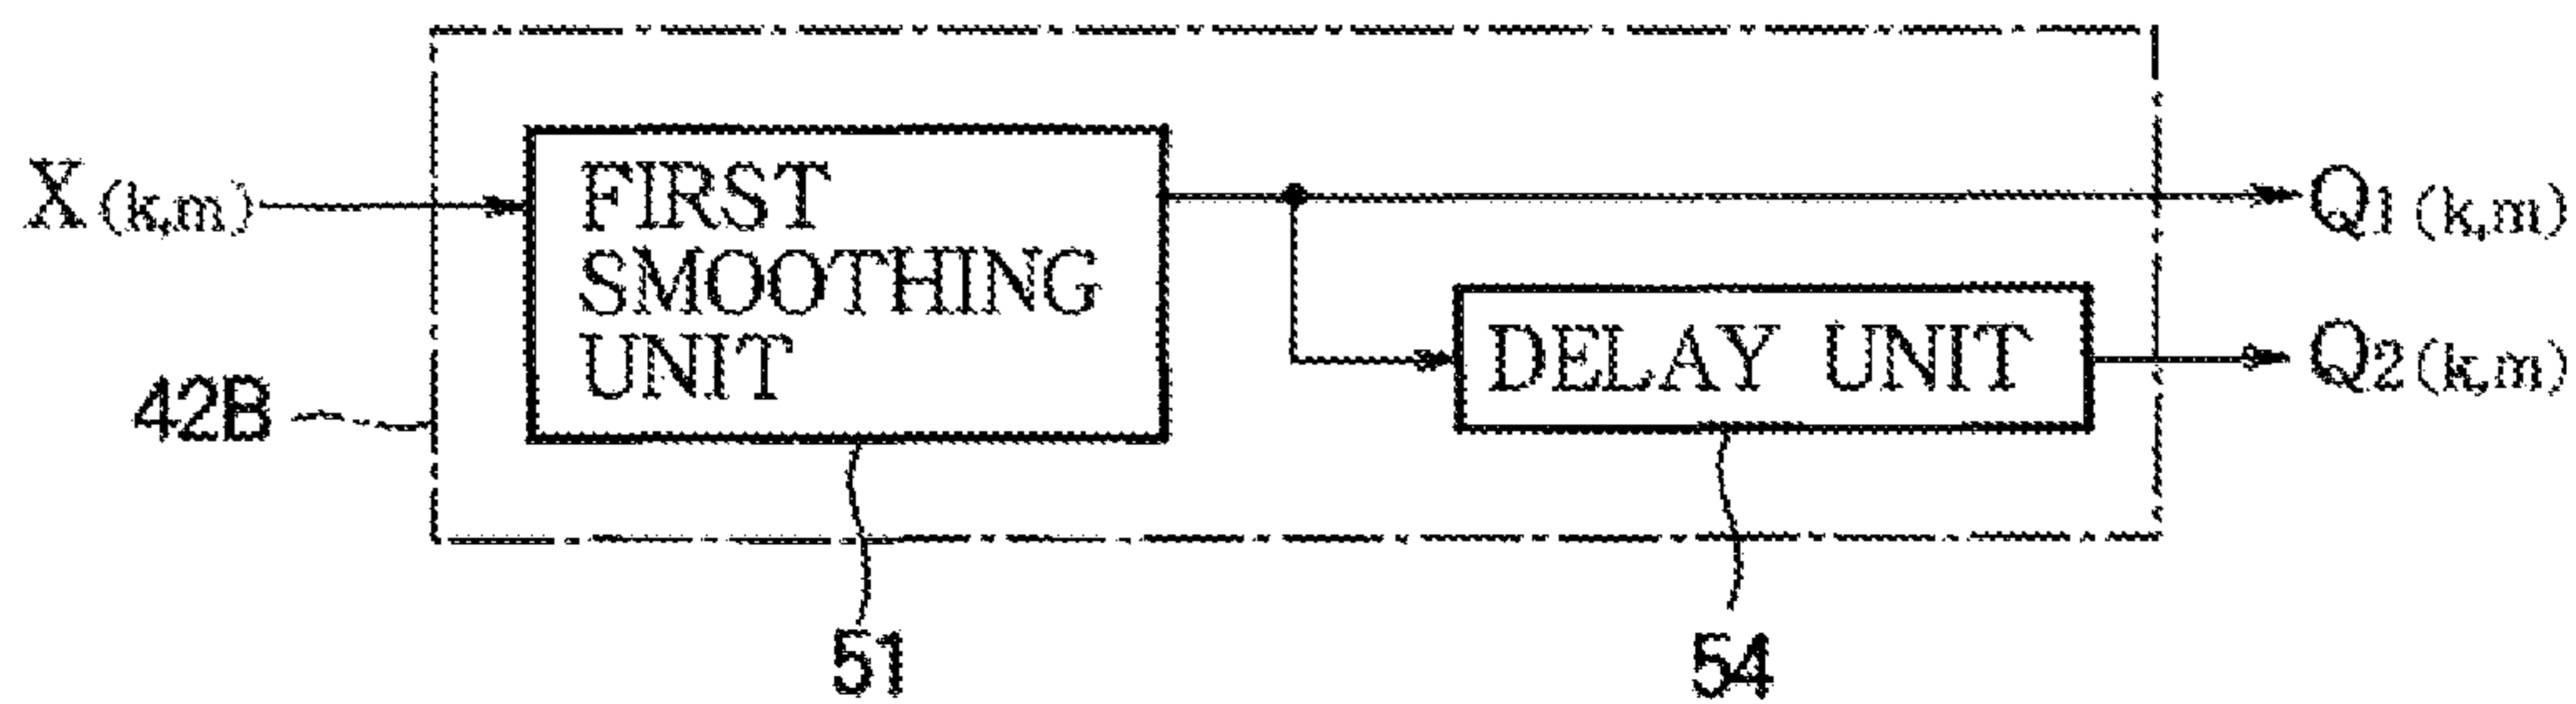 X(k,m)
FIRST
SMOOTHING
UNIT
Q1(k,m)
DELAY UNIT
Q2(k,m)
42B
51
54